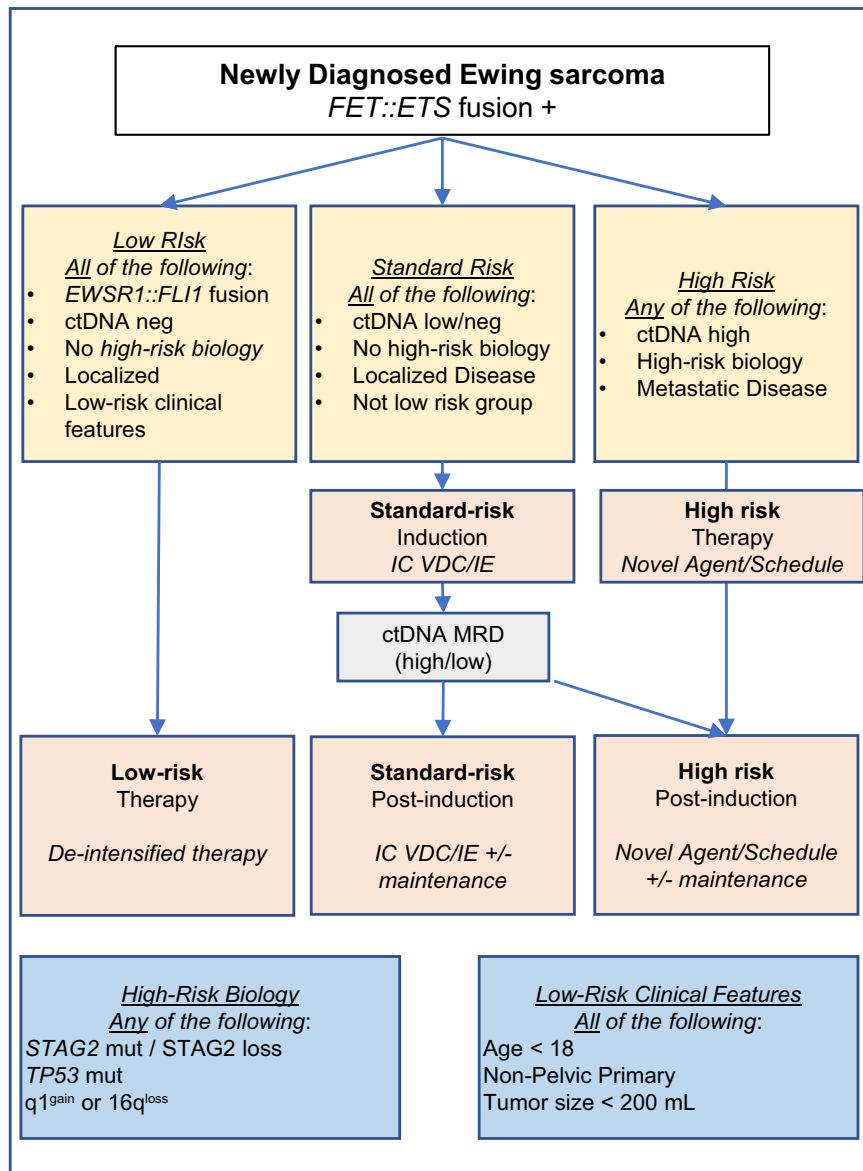 Newly Diagnosed Ewing sarcoma
FET::ETS fusion +
Low RIsk
All of the following:
• EWSR1::FLI1 fusion
• ctDNA neg
• No high-risk biology
• Localized
• Low-risk clinical
features
Standard Risk
All of the following:
• ctDNA low/neg
• No high-risk biology
• Localized Disease
• Not low risk group
High Risk
Any of the following:
• ctDNA high
• High-risk biology
• Metastatic Disease
Standard-risk
Induction
IC VDC/IE
High risk
Therapy
Novel Agent/Schedule
ctDNA MRD
(high/low)
Low-risk
Therapy
De-intensified therapy
Standard-risk
Post-induction
IC VDC/IE +/-
maintenance
High risk
Post-induction
Novel Agent/Schedule
+/- maintenance
High-Risk Biology
Any of the following:
STAG2 mut / STAG2 loss
TP53 mut
q1gain or 16qloss
Low-Risk Clinical Features
All of the following:
Age < 18
Non-Pelvic Primary
Tumor size < 200 mL